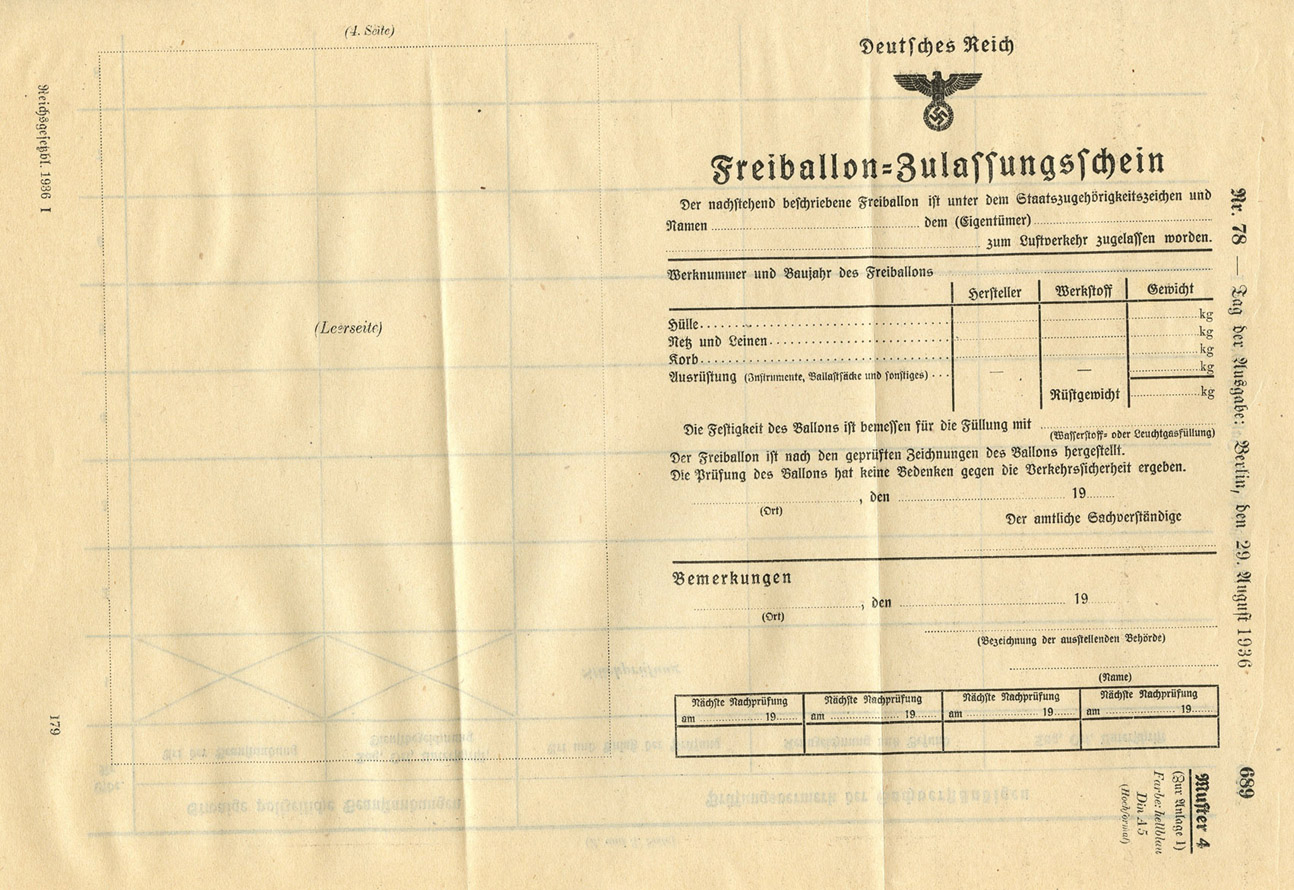 (4. Seite)
Reichsgesetzbl. 1936 I
(Leerseite)
179
Deutsches Reich
Freiballon-Zulassungsschein
Der nachstehend beschriebene Freiballon ist unter dem Staatszugehörigkeitszeichen und
Namen dem (Eigentümer)
zum Luftverkehr zugelassen worden.
Werknummer und Baujahr des Freiballons
Hersteller Werkstoff Gewicht
Hülle kg
Netz und Leinen kg
Korb kg
Ausrüstung (Instrumente, Ballastsäcke und sonstiges) — — kg
Rüstgewicht kg
Die Festigkeit des Ballons ist bemessen für die Füllung mit
(Wasserstoff- oder Leuchtgasfüllung)
Der Freiballon ist nach den geprüften Zeichnungen des Ballons hergestellt.
Die Prüfung des Ballons hat keine Bedenken gegen die Verkehrssicherheit ergeben.
, den 19
(Ort)
Der amtliche Sachverständige
Bemerkungen
, den 19
(Ort)
(Bezeichnung der ausstellenden Behörde)
(Name)
Nächste Nachprüfung Nächste Nachprüfung Nächste Nachprüfung Nächste Nachprüfung
am 19 am 19 am 19 am 19
Nr. 78 — Tag der Ausgabe: Berlin, den 29. August 1936
689
Muster 4
(Zur Anlage 1)
Farbe: hellblau
Din A 5
(Hochformat)